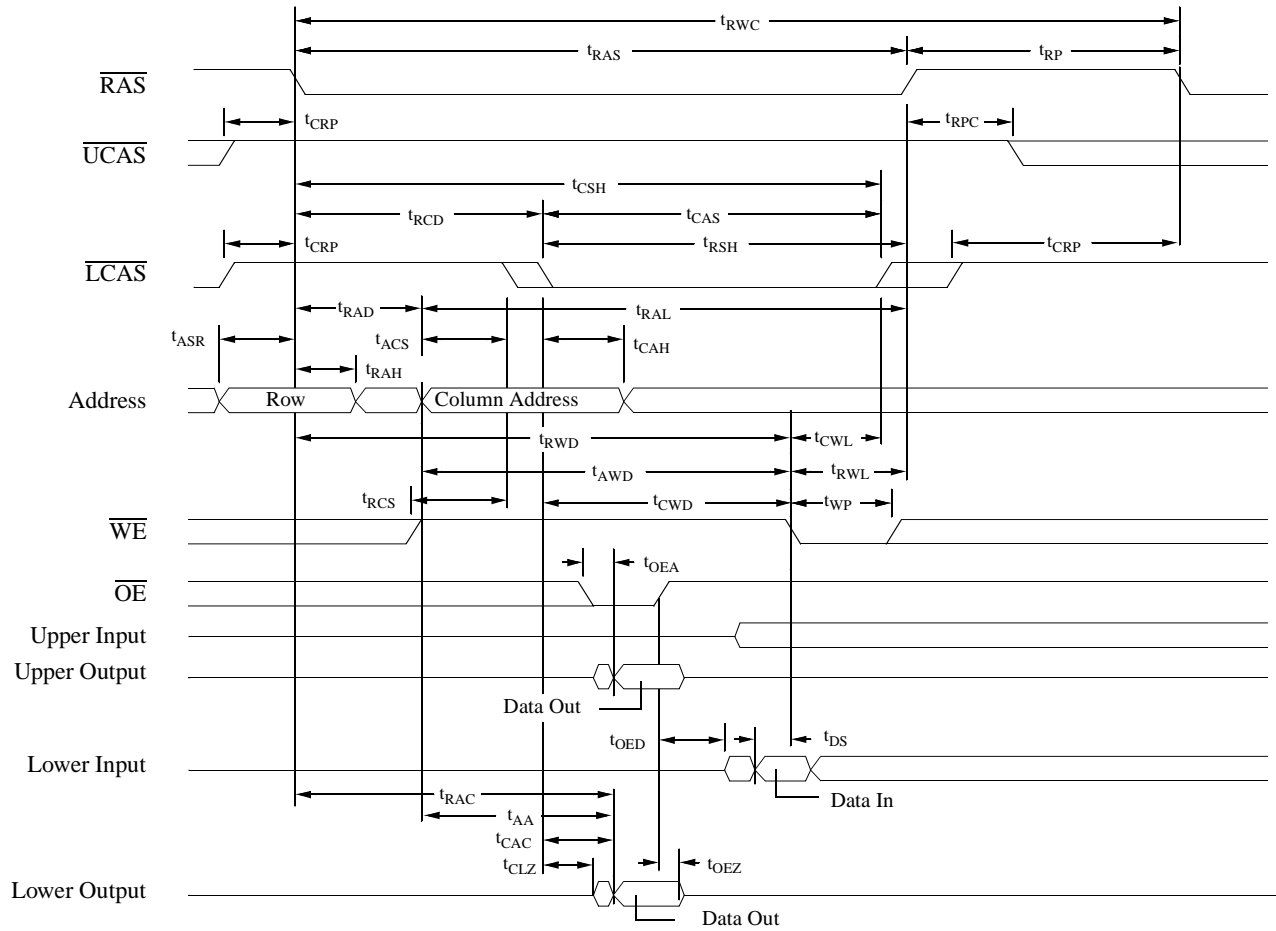 tRWC
tRAS
tRP
RAS
tCRP
tRPC
UCAS
tCSH
tRCD
tCAS
tCRP
tRSH
tCRP
LCAS
tRAD
tRAL
tASR
tACS
tCAH
tRAH
Address
Row
Column Address
tRWD
tCWL
tAWD
tRWL
tRCS
tCWD
tWP
WE
tOEA
OE
Upper Input
Upper Output
Data Out
tOED
tDS
Lower Input
tRAC
Data In
tAA
tCAC
tCLZ
tOEZ
Lower Output
Data Out